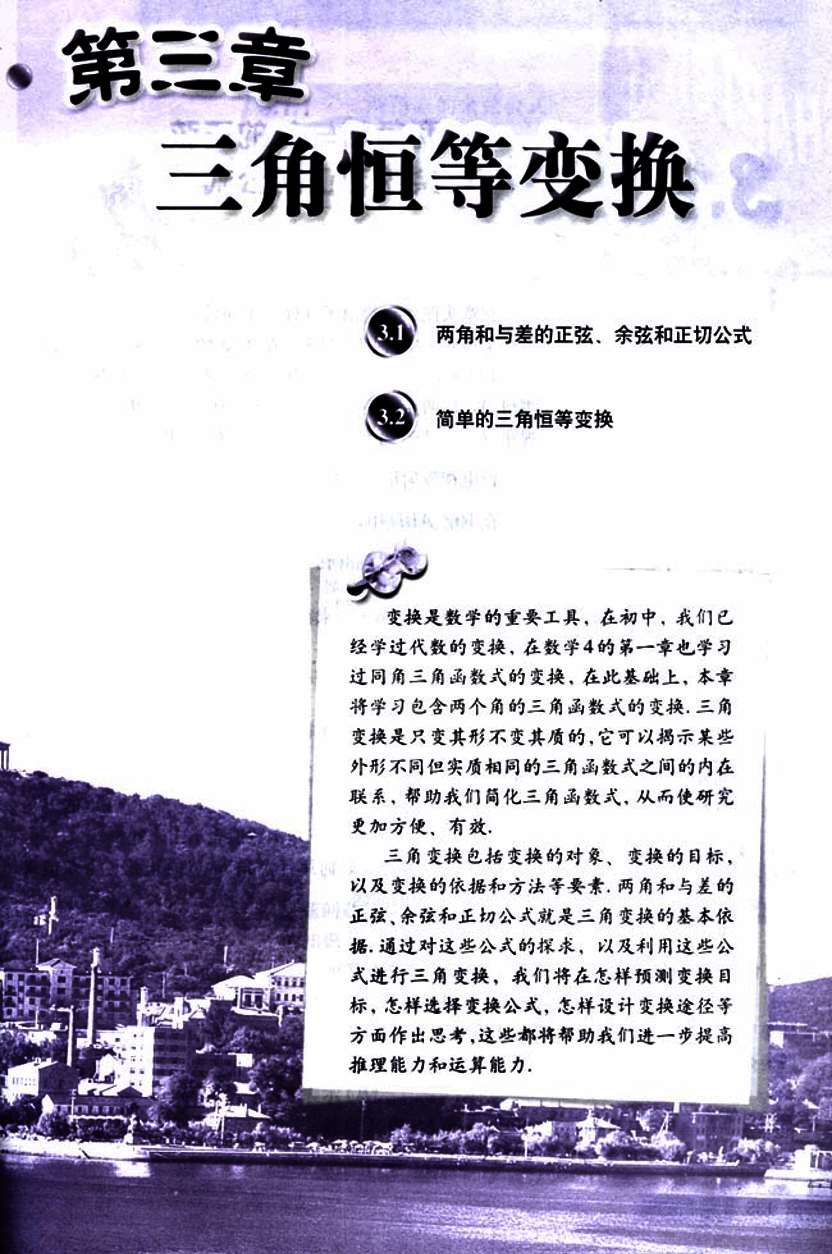 第三章
三角恒等变换
3.1 两角和与差的正弦、余弦和正切公式
3.2 简单的三角恒等变换
变换是数学的重要工具，在初中，我们已
经学过代数的变换，在数学4的第一章也学习
过同角三角函数式的变换，在此基础上，本章
将学习包含两个角的三角函数式的变换．三角
变换是只变其形不变其质的，它可以揭示某些
外形不同但实质相同的三角函数式之间的内在
联系，帮助我们简化三角函数式，从而使研究
更加方便、有效．
三角变换包括变换的对象、变换的目标，
以及变换的依据和方法等要素．两角和与差的
正弦、余弦和正切公式就是三角变换的基本依
据．通过对这些公式的探求，以及利用这些公
式进行三角变换，我们将在怎样预测变换目
标，怎样选择变换公式，怎样设计变换途径等
方面作出思考，这些都将帮助我们进一步提高
推理能力和运算能力．